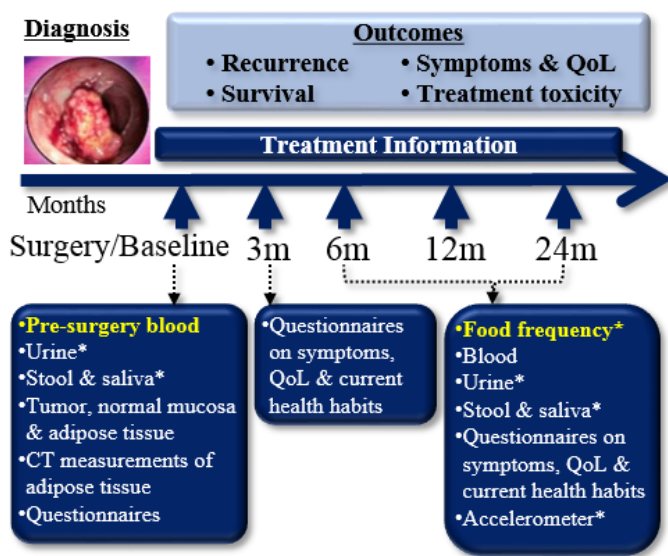 Diagnosis
Outcomes
• Recurrence • Symptoms & QoL
• Survival • Treatment toxicity
Treatment Information
Months
Surgery/Baseline 3m 6m 12m 24m
•Pre-surgery blood
•Urine*
•Stool & saliva*
•Tumor, normal mucosa
& adipose tissue
•CT measurements of
adipose tissue
•Questionnaires
•Questionnaires
on symptoms,
QoL & current
health habits
•Food frequency*
•Blood
•Urine*
•Stool & saliva*
•Questionnaires on
symptoms, QoL &
current health habits
•Accelerometer*